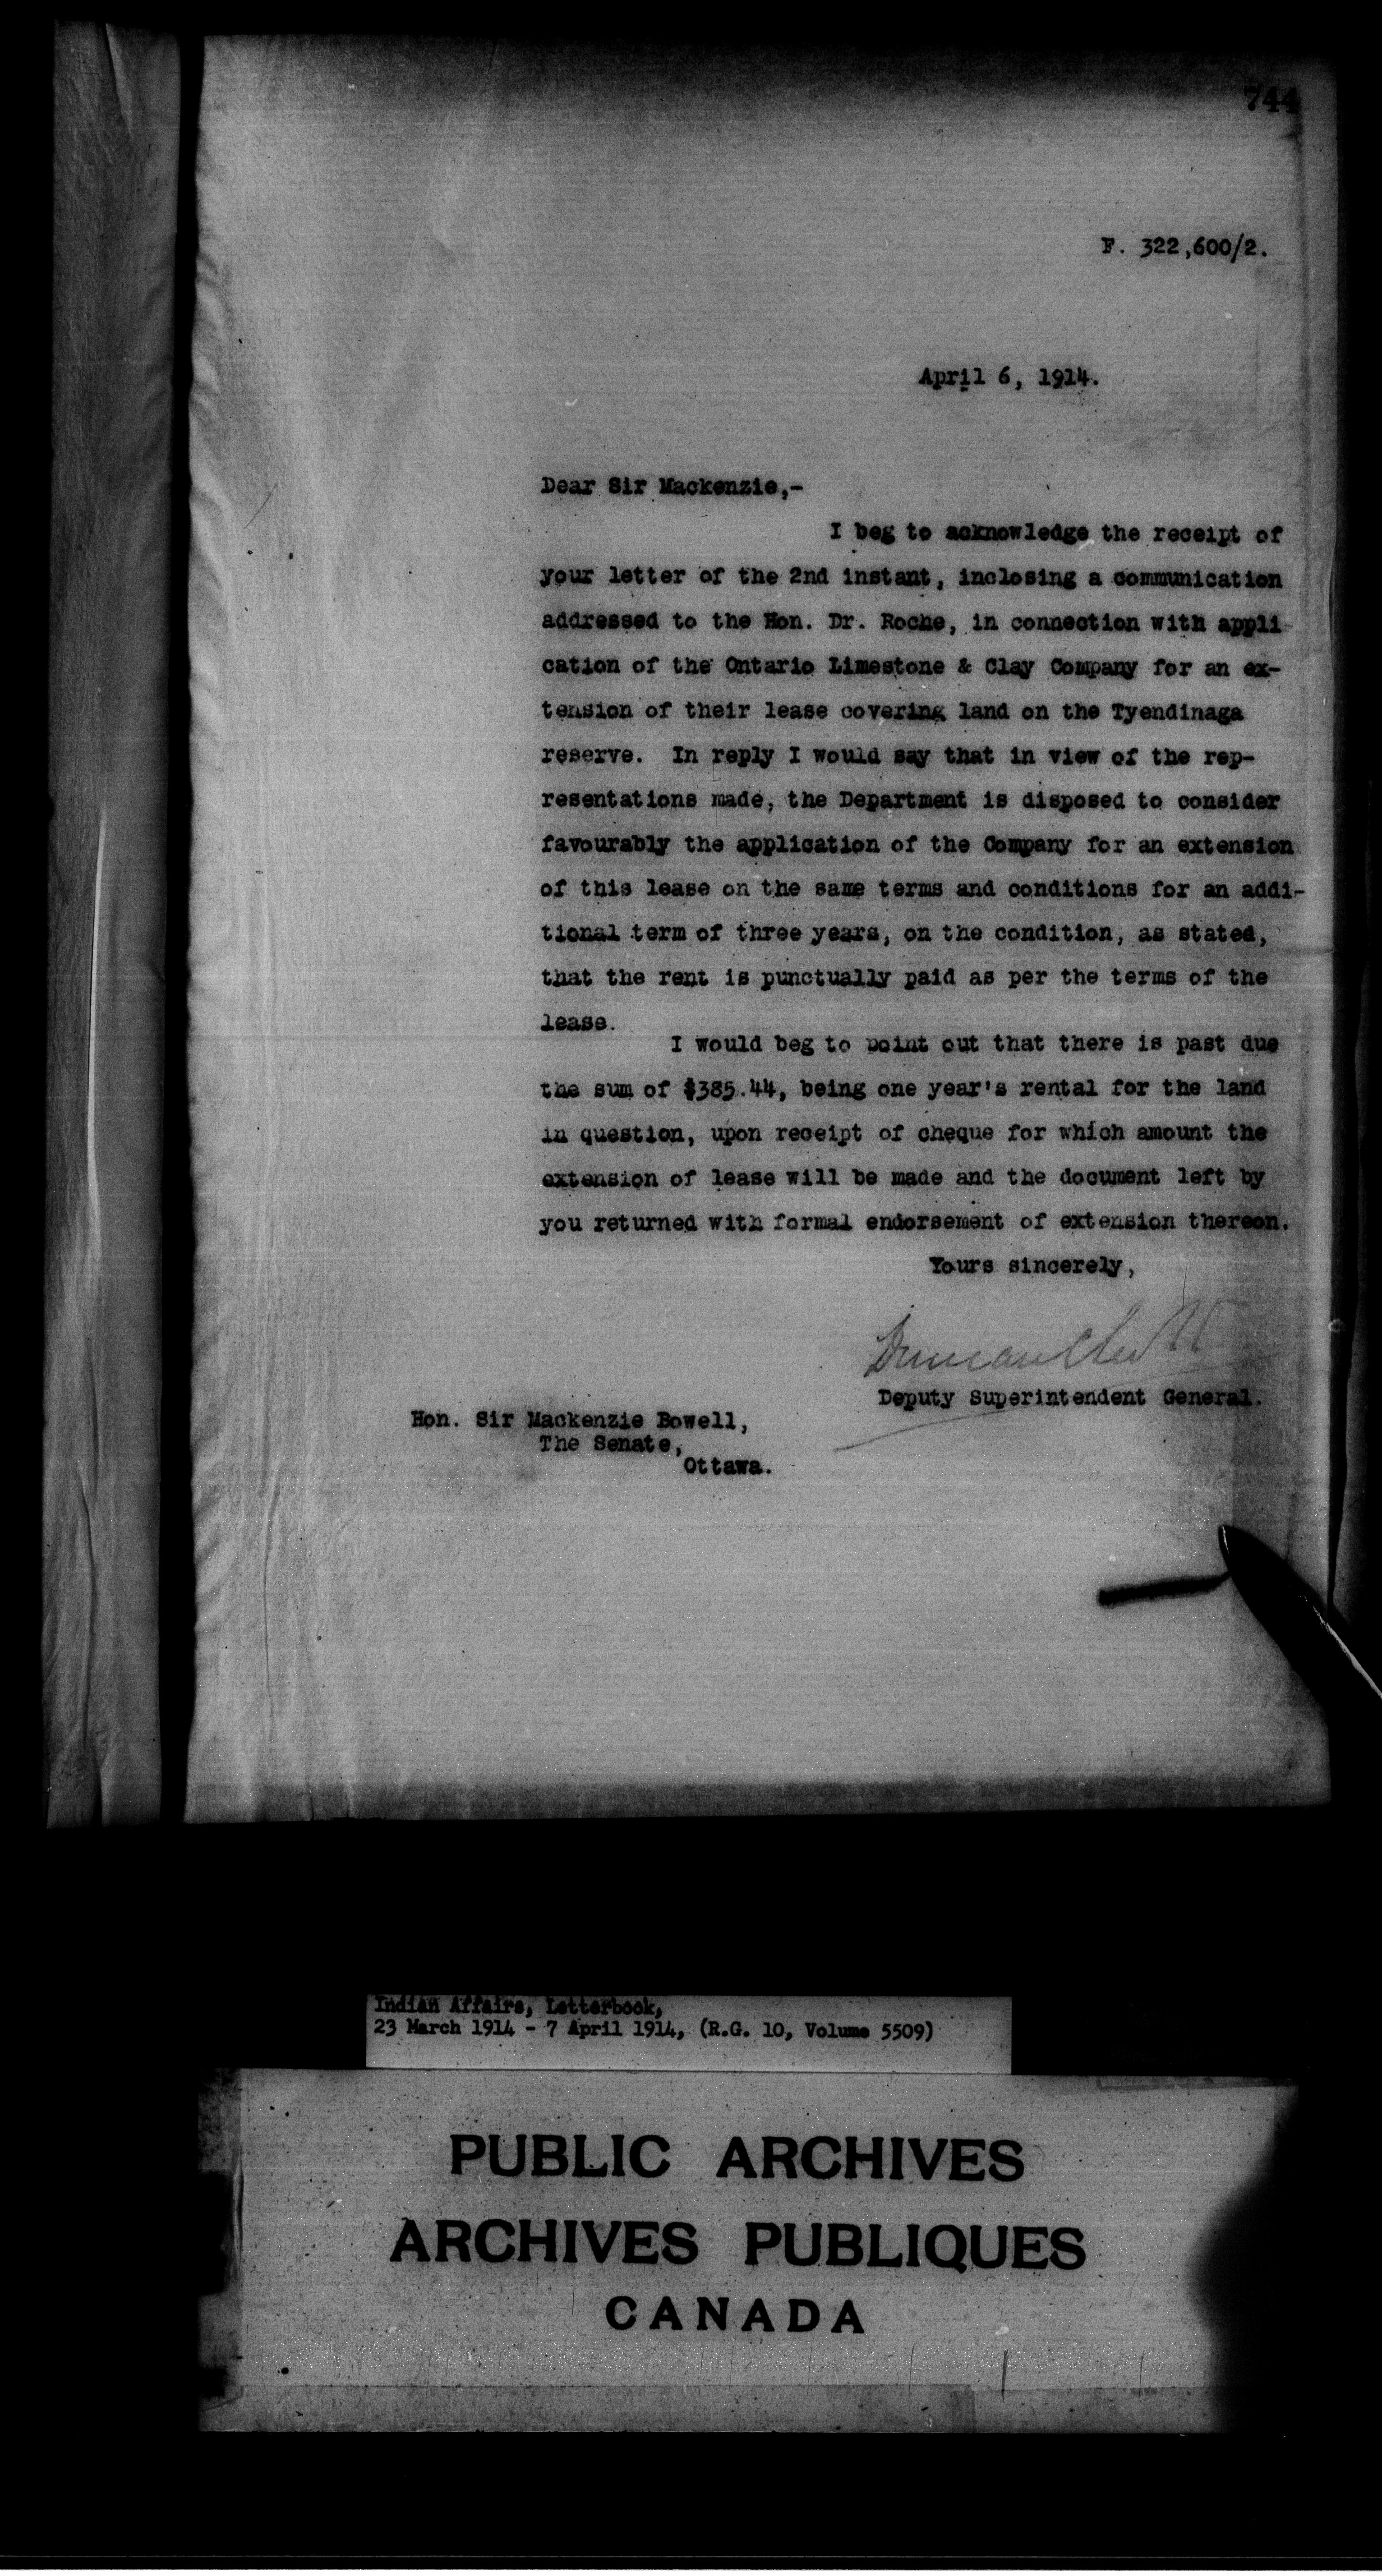 744
F. 322,600/2.
April 6, 1914.
Dear Sir Mackenzie,-
I beg to acknowledge the receipt of
your letter of the 2nd instant, inclosing a communication
addressed to the Hon. Dr. Roche, in connection with appli-
cation of the Ontario Limestone & Clay Company for an ex-
tension of their lease covering land on the Tyendinaga
reserve. In reply I would say that in view of the rep-
resentations made, the Department is disposed to consider
favourably the application of the Company for an extension
of this lease on the same terms and conditions for an addi-
tional term of three years, on the condition, as stated,
that the rent is punctually paid as per the terms of the
lease.
I would beg to point out that there is past due
the sum of $385.44, being one year's rental for the land
in question, upon receipt of cheque for which amount the
extension of lease will be made and the document left by
you returned with formal endorsement of extension thereon.
Yours sincerely,
Duncan C Scott
Deputy Superintendent General.
Hon. Sir Mackenzie Bowell,
The Senate,
Ottawa.
Indian Affairs, Letterbook,
23 March 1914 - 7 April 1914, (R.G. 10, Volume 5509)
PUBLIC ARCHIVES
ARCHIVES PUBLIQUES
CANADA